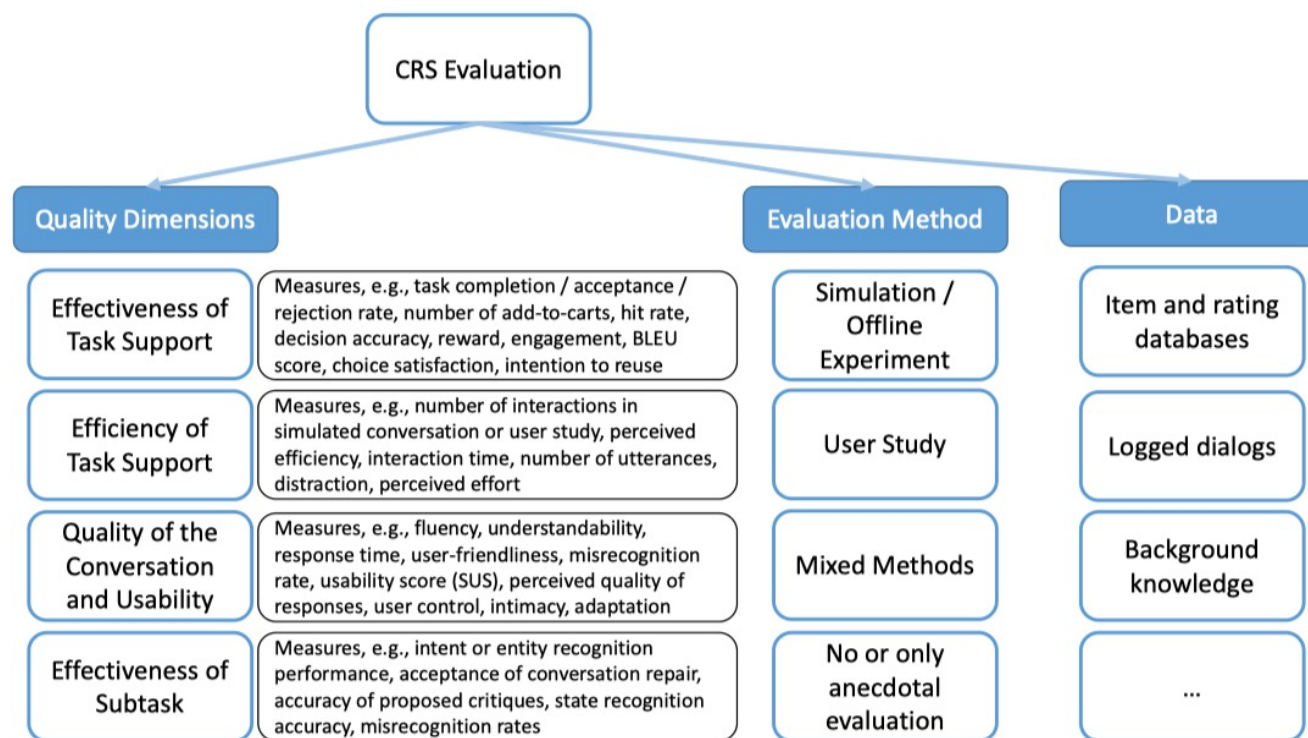 CRS Evaluation
Quality Dimensions
Evaluation Method
Data
Effectiveness of
Task Support
Measures, e.g., task completion / acceptance /
rejection rate, number of add-to-carts, hit rate,
decision accuracy, reward, engagement, BLEU
score, choice satisfaction, intention to reuse
Simulation /
Offline
Experiment
Item and rating
databases
Efficiency of
Task Support
Measures, e.g., number of interactions in
simulated conversation or user study, perceived
efficiency, interaction time, number of utterances,
distraction, perceived effort
User Study
Logged dialogs
Quality of the
Conversation
and Usability
Measures, e.g., fluency, understandability,
response time, user-friendliness, misrecognition
rate, usability score (SUS), perceived quality of
responses, user control, intimacy, adaptation
Mixed Methods
Background
knowledge
Effectiveness of
Subtask
Measures, e.g., intent or entity recognition
performance, acceptance of conversation repair,
accuracy of proposed critiques, state recognition
accuracy, misrecognition rates
No or only
anecdotal
evaluation
...